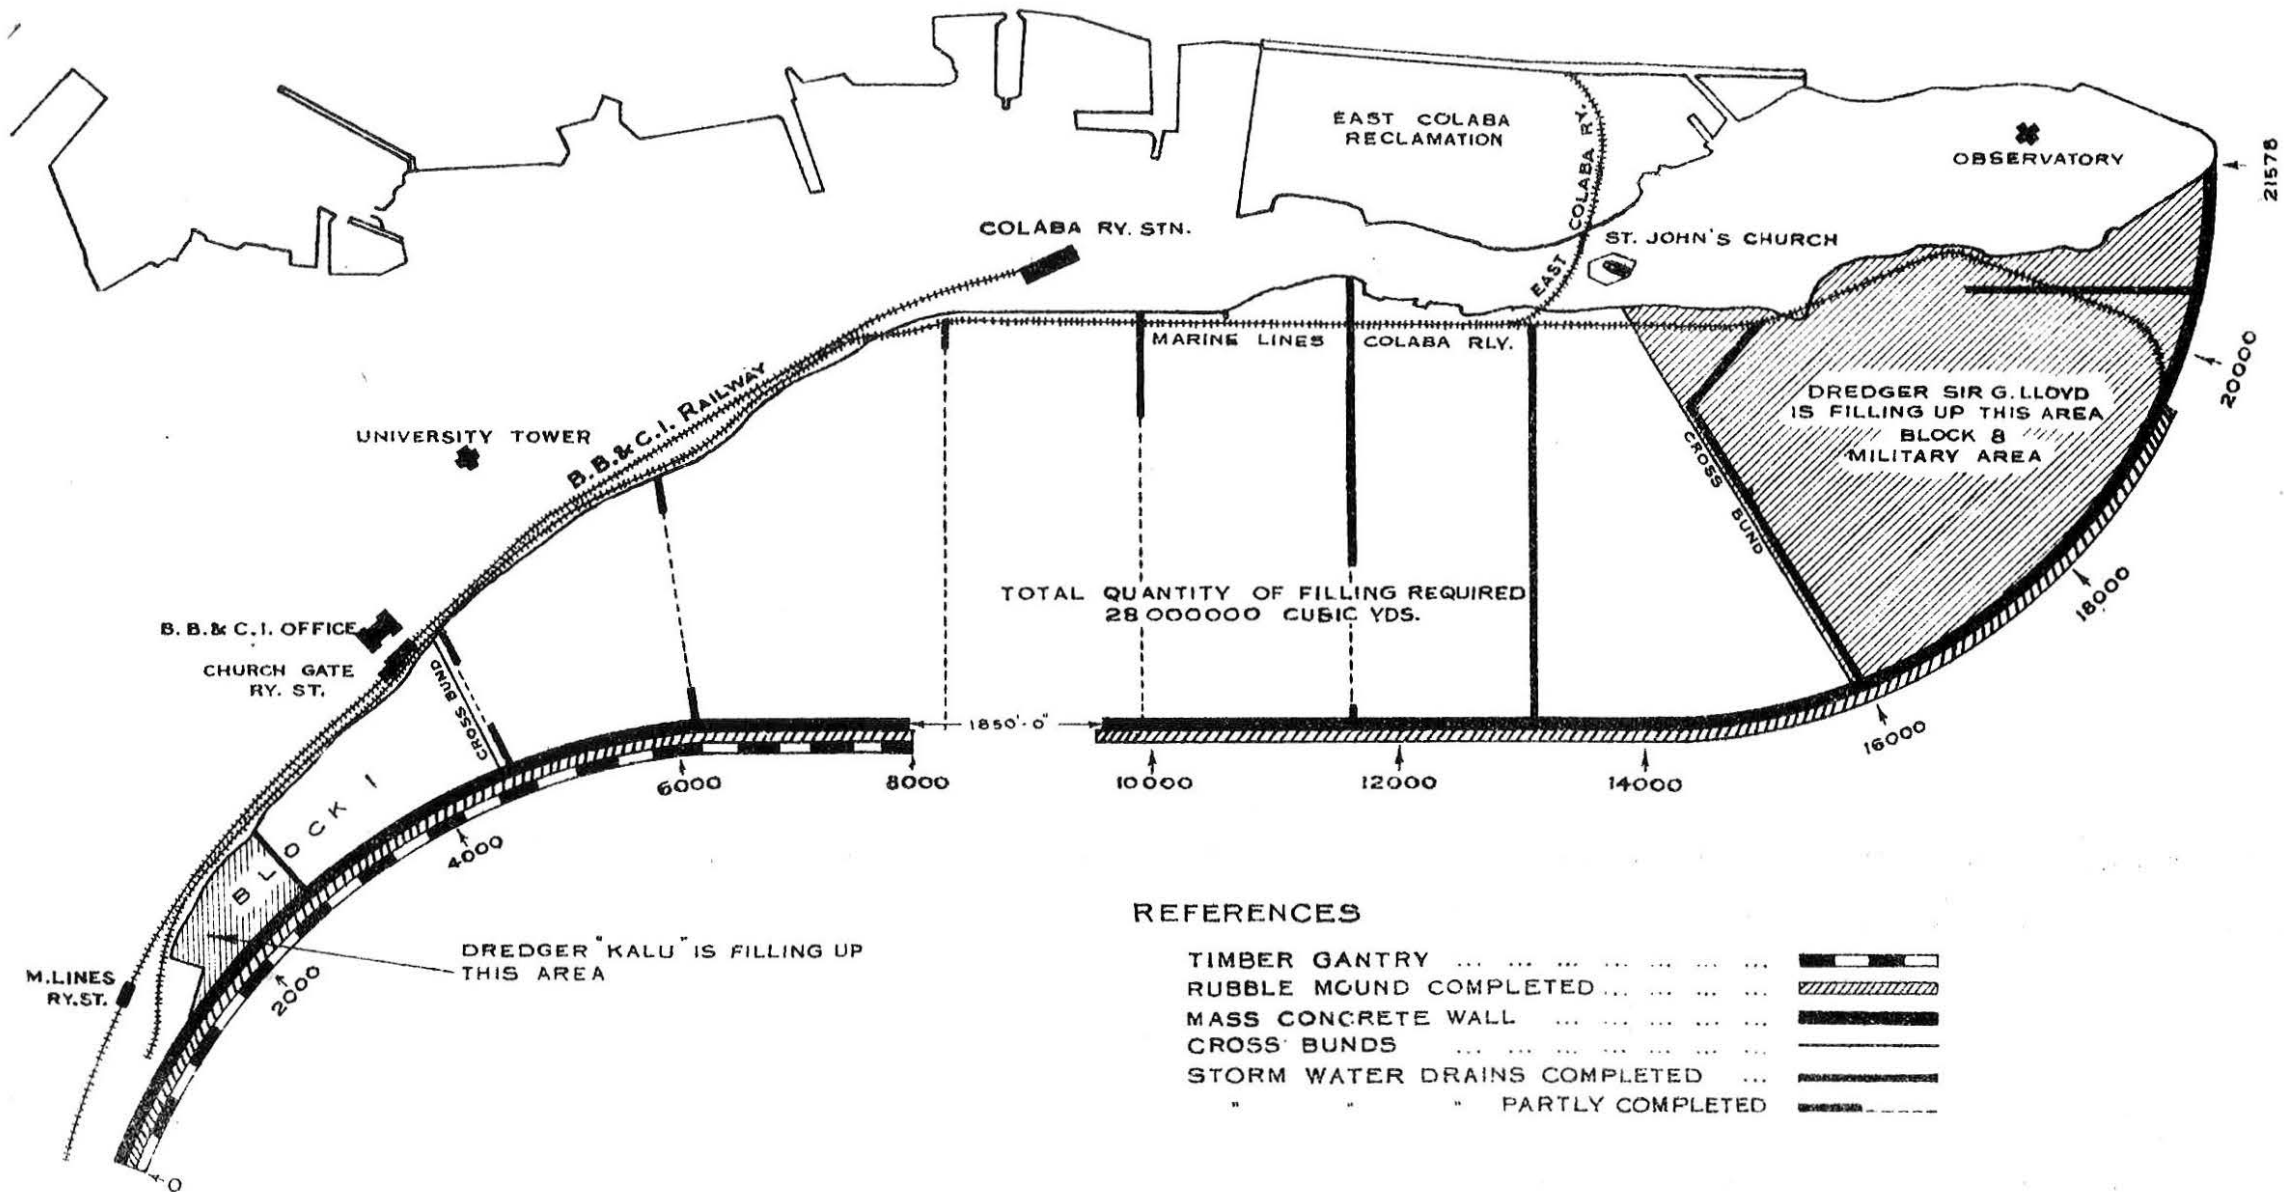 EAST COLABA
RECLAMATION
EAST COLABA RY.
OBSERVATORY
21578
COLABA RY. STN.
ST. JOHN'S CHURCH
MARINE LINES COLABA RLY.
20000
DREDGER SIR G. LLOYD
IS FILLING UP THIS AREA
BLOCK 8
MILITARY AREA
B.B.& C.I. RAILWAY
UNIVERSITY TOWER
CROSS BUND
18000
TOTAL QUANTITY OF FILLING REQUIRED
28000000 CUBIC YDS.
B.B.& C.I. OFFICE
CHURCH GATE
RY. ST.
CROSS BUND
1850'-0"
16000
6000
8000
10000
12000
14000
BLOCK I
4000
DREDGER "KALU" IS FILLING UP
THIS AREA
M.LINES
RY.ST.
2000
0
REFERENCES
TIMBER GANTRY ... ... ... ... ... ... ...
RUBBLE MOUND COMPLETED ... ... ... ...
MASS CONCRETE WALL ... ... ... ... ...
CROSS BUNDS ... ... ... ... ... ... ...
STORM WATER DRAINS COMPLETED ...
" " " PARTLY COMPLETED